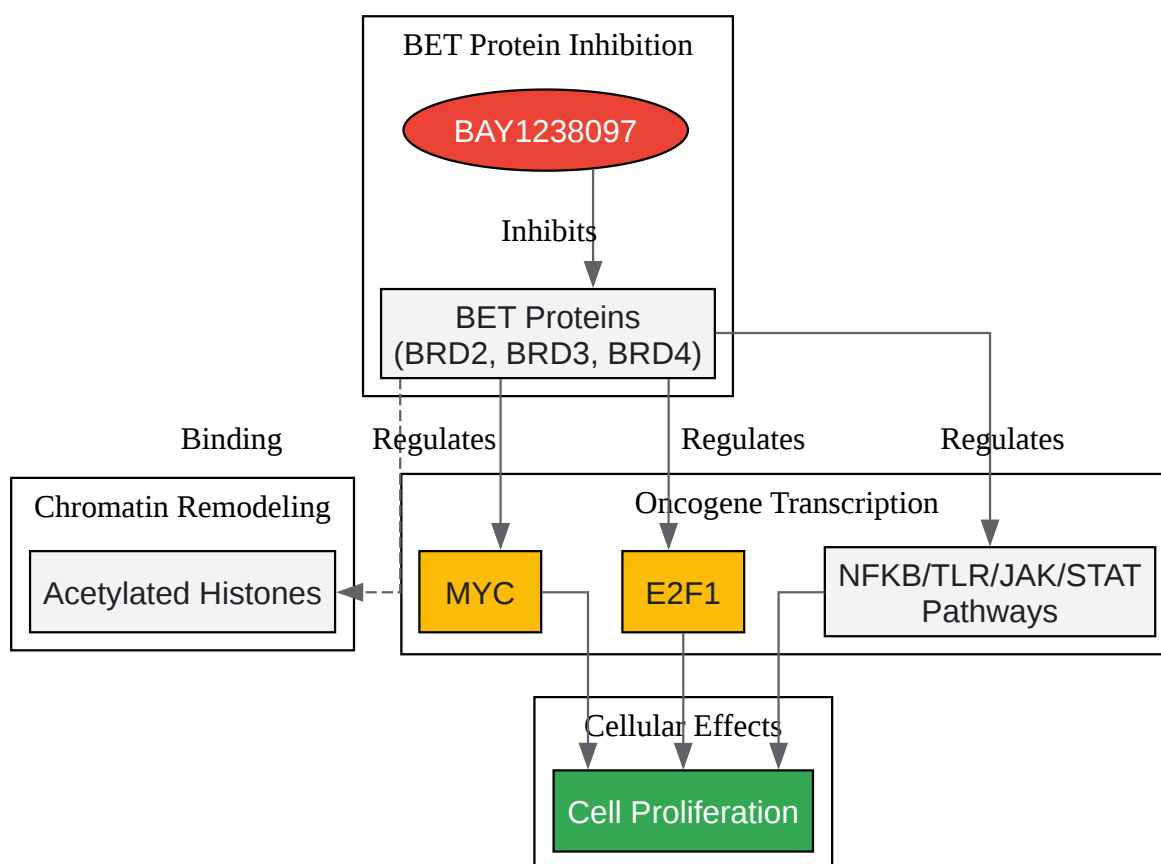 BET Protein Inhibition
BAY1238097
Inhibits
BET Proteins
(BRD2, BRD3, BRD4)
Binding
Regulates
Regulates
Regulates
Chromatin Remodeling
Oncogene Transcription
Acetylated Histones
MYC
E2F1
NFKB/TLR/JAK/STAT
Pathways
Cellular Effects
Cell Proliferation